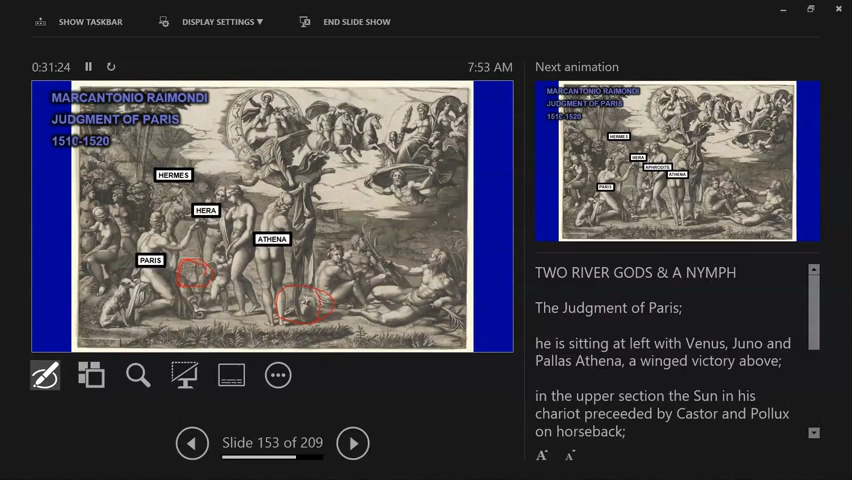 SHOW TASKBAR
DISPLAY SETTINGS ▼
END SLIDE SHOW
0:31:24
7:53 AM
MARCANTONIO RAIMONDI
JUDGMENT OF PARIS
1510-1520
HERMES
HERA
ATHENA
PARIS
Next animation
MARCANTONIO RAIMONDI
JUDGMENT OF PARIS
1510-1520
HERMES
HERA
APHRODITE
ATHENA
PARIS
TWO RIVER GODS & A NYMPH
The Judgment of Paris;
he is sitting at left with Venus, Juno and
Pallas Athena, a winged victory above;
in the upper section the Sun in his
chariot preceeded by Castor and Pollux
on horseback;
A A
Slide 153 of 209